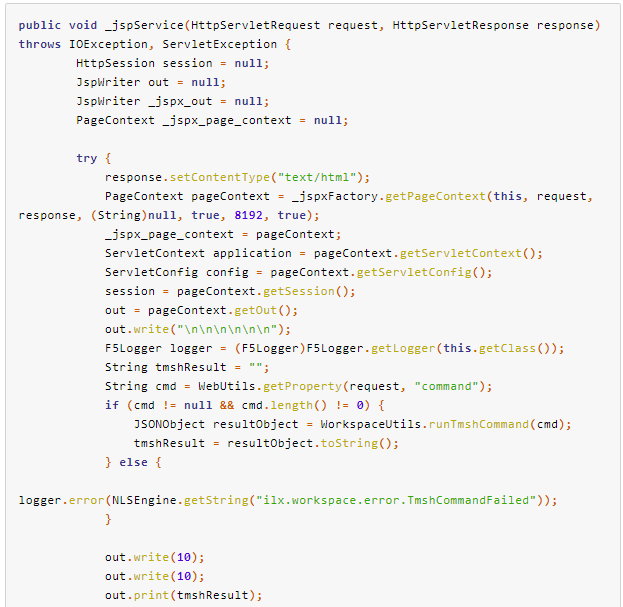 public void _jspService(HttpServletRequest request, HttpServletResponse response)
throws IOException, ServletException {
        HttpSession session = null;
        JspWriter out = null;
        JspWriter _jspx_out = null;
        PageContext _jspx_page_context = null;

        try {
            response.setContentType("text/html");
            PageContext pageContext = _jspxFactory.getPageContext(this, request,
response, (String)null, true, 8192, true);
            _jspx_page_context = pageContext;
            ServletContext application = pageContext.getServletContext();
            ServletConfig config = pageContext.getServletConfig();
            session = pageContext.getSession();
            out = pageContext.getOut();
            out.write("\n\n\n\n\n\n");
            F5Logger logger = (F5Logger)F5Logger.getLogger(this.getClass());
            String tmshResult = "";
            String cmd = WebUtils.getProperty(request, "command");
            if (cmd != null && cmd.length() != 0) {
                JSONObject resultObject = WorkspaceUtils.runTmshCommand(cmd);
                tmshResult = resultObject.toString();
            } else {

logger.error(NLSEngine.getString("ilx.workspace.error.TmshCommandFailed"));
            }

            out.write(10);
            out.write(10);
            out.print(tmshResult);